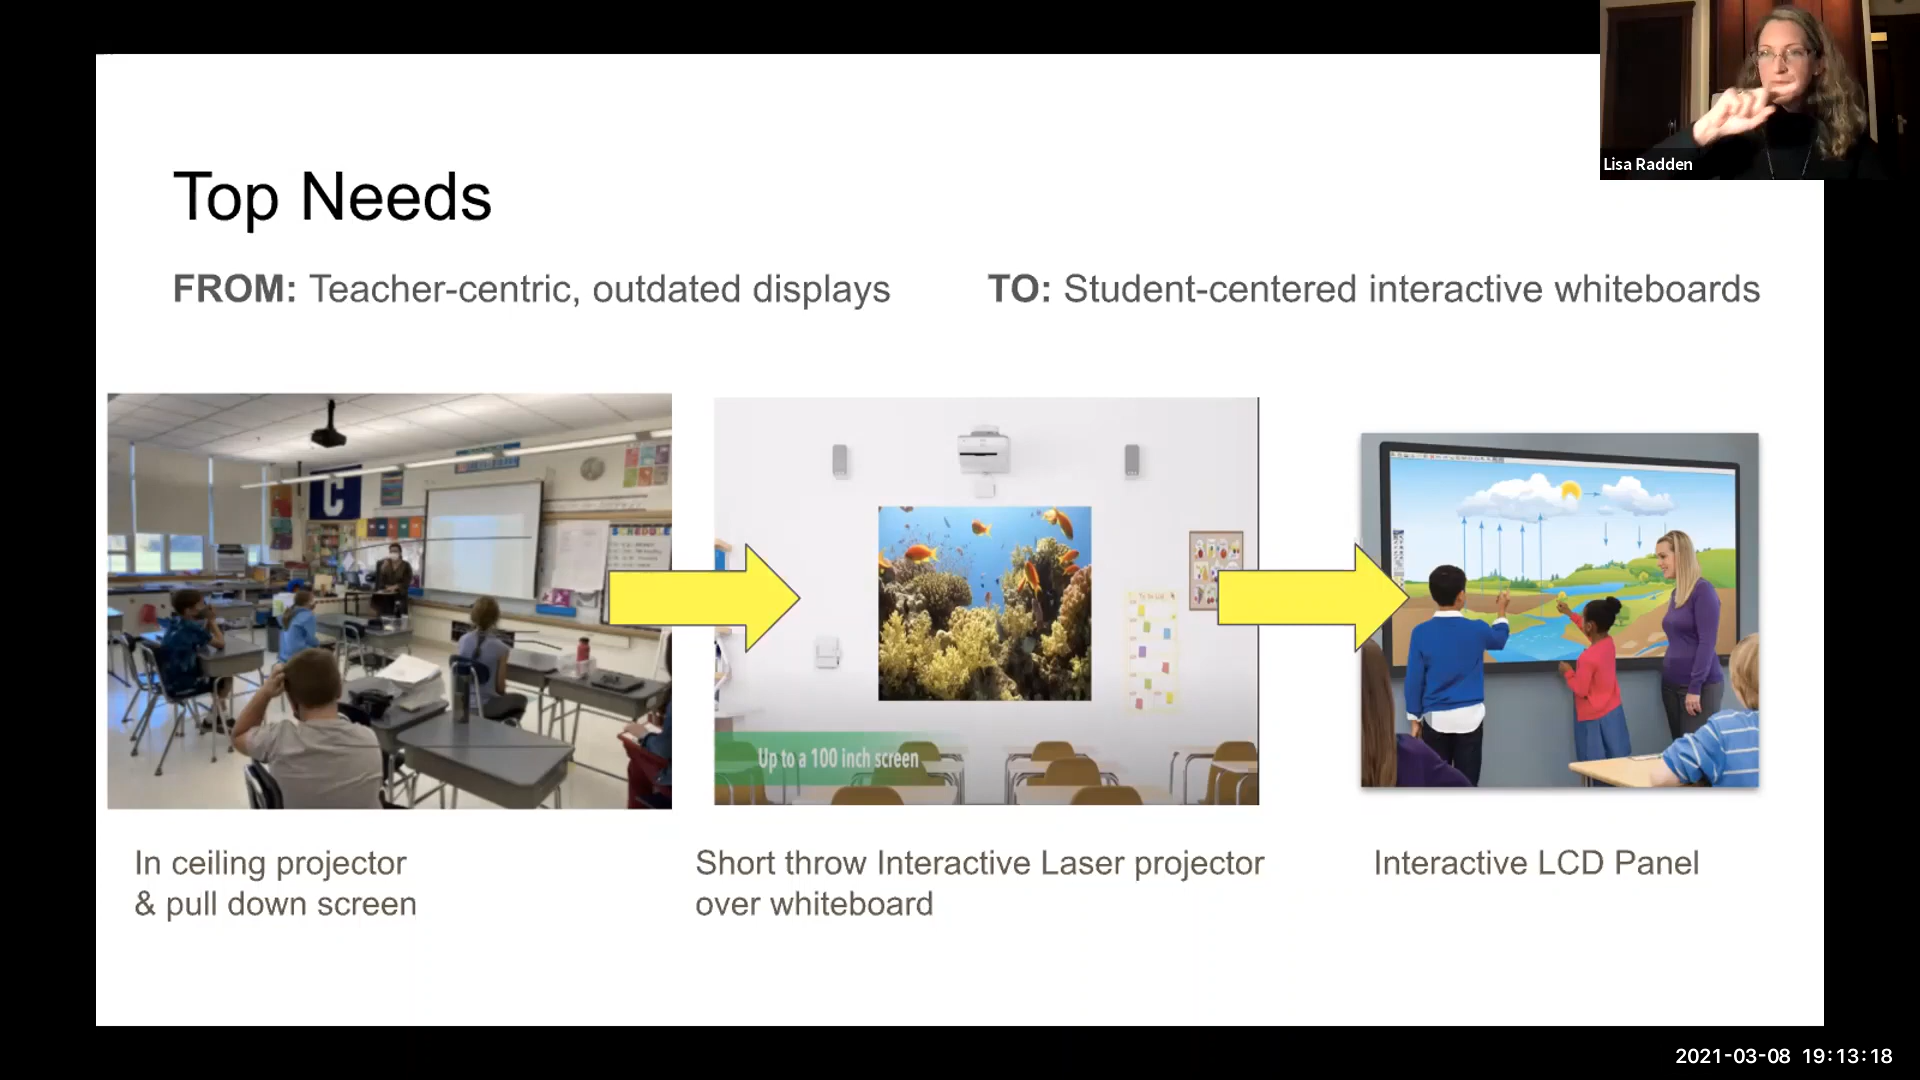 Lisa Radden
Top Needs
FROM: Teacher-centric, outdated displays
TO: Student-centered interactive whiteboards
C
SCHEDULE
Up to a 100 inch screen
In ceiling projector
& pull down screen
Short throw Interactive Laser projector
over whiteboard
Interactive LCD Panel
2021-03-08 19:13:18